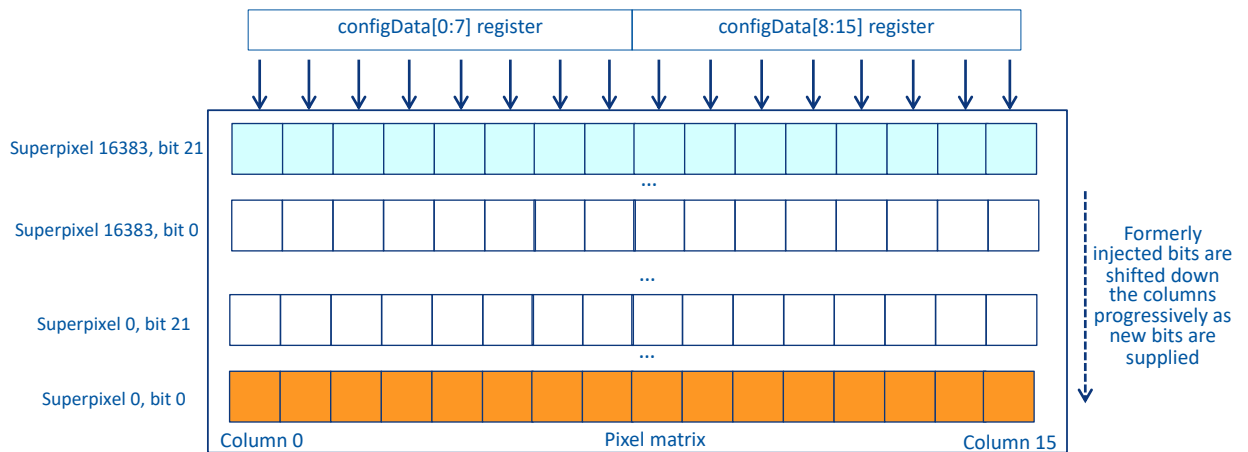 configData[0:7] register
configData[8:15] register
Superpixel 16383, bit 21
...
Superpixel 16383, bit 0
...
Superpixel 0, bit 21
...
Superpixel 0, bit 0
Column 0
Pixel matrix
Column 15
Formerly
injected bits are
shifted down
the columns
progressively as
new bits are
supplied